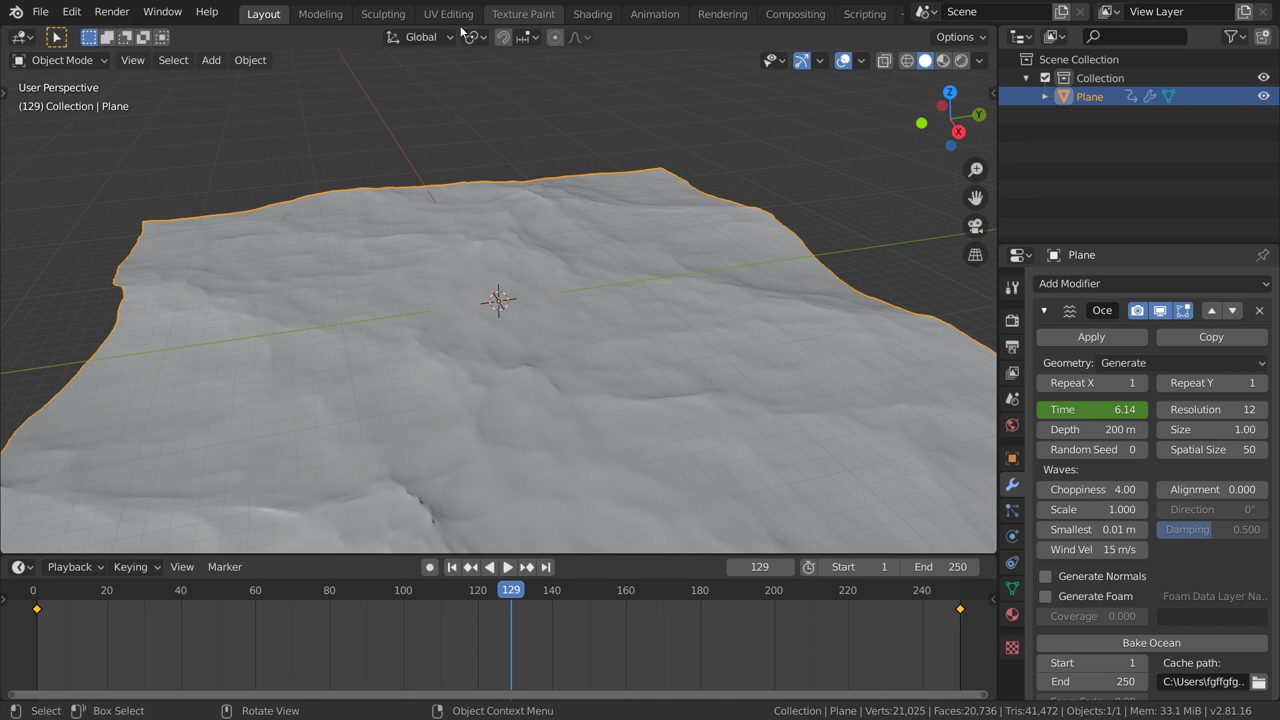 File Edit Render Window Help Layout Modeling Sculpting UV Editing Texture Paint Shading Animation Rendering Compositing Scripting Scene View Layer
Global Options
Object Mode View Select Add Object
User Perspective
(129) Collection | Plane
Z
Y
X
Scene Collection
Collection
Plane
Plane
Add Modifier
Oce
Apply Copy
Geometry: Generate
Repeat X 1 Repeat Y 1
Time 6.14 Resolution 12
Depth 200 m Size 1.00
Random Seed 0 Spatial Size 50
Waves:
Choppiness 4.00 Alignment 0.000
Scale 1.000 Direction 0°
Smallest 0.01 m Damping 0.500
Wind Vel 15 m/s
Generate Normals
Generate Foam Foam Data Layer Na..
Coverage 0.000
Bake Ocean
Start 1 Cache path:
End 250 C:\Users\fgffgfg..
Playback Keying View Marker 129 Start 1 End 250
0 20 40 60 80 100 120 129 140 160 180 200 220 240
Select Box Select Rotate View Object Context Menu Collection | Plane | Verts:21,025 | Faces:20,736 | Tris:41,472 | Objects:1/1 | Mem: 33.1 MiB | v2.81.16